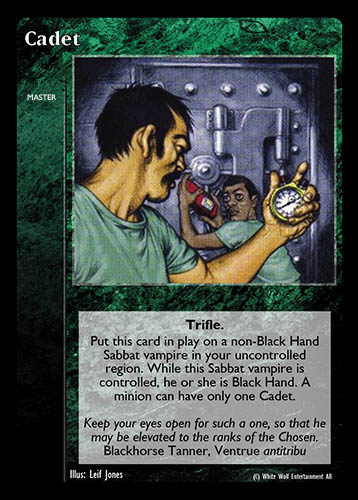 Cadet
MASTER
Trifle.
Put this card in play on a non-Black Hand
Sabbat vampire in your uncontrolled
region. While this Sabbat vampire is
controlled, he or she is Black Hand. A
minion can have only one Cadet.
Keep your eyes open for such a one, so that he
may be elevated to the ranks of the Chosen.
Blackhorse Tanner, Ventrue antitribu
Illus: Leif Jones
(C) White Wolf Entertainment AB